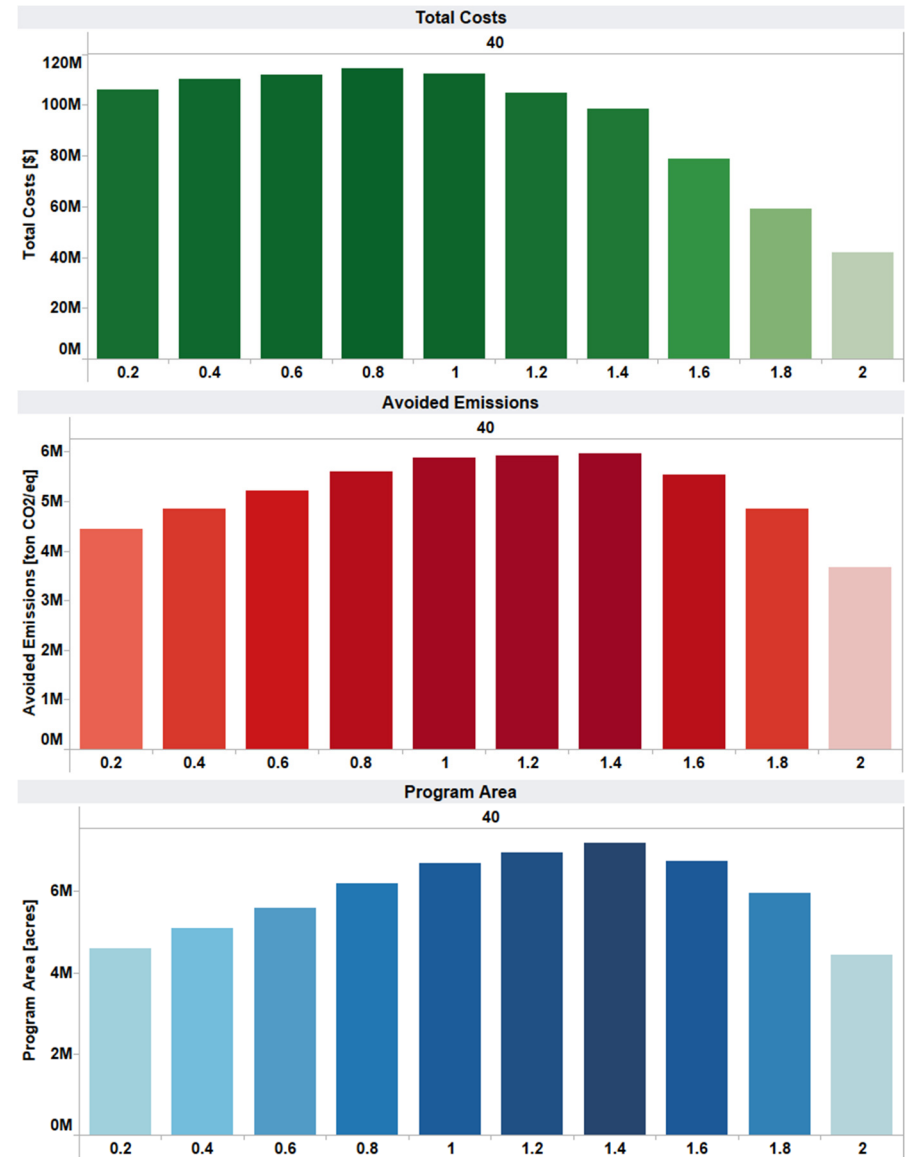 Total Costs
40
120M
100M
80M
60M
40M
20M
0M
Total Costs [$]
0.2 0.4 0.6 0.8 1 1.2 1.4 1.6 1.8 2
Avoided Emissions
40
6M
5M
4M
3M
2M
1M
0M
Avoided Emissions [ton CO2/eq]
0.2 0.4 0.6 0.8 1 1.2 1.4 1.6 1.8 2
Program Area
40
6M
4M
2M
0M
Program Area [acres]
0.2 0.4 0.6 0.8 1 1.2 1.4 1.6 1.8 2